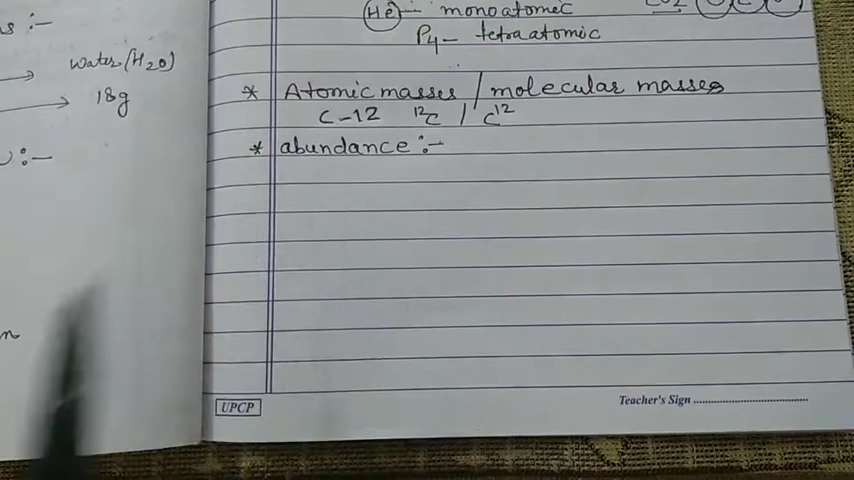 :-
Water (H2O)
18g
:-
He - monoatomic
P4 - tetraatomic
* Atomic masses / molecular masses
C-12 ¹²C / C¹²
* abundance :-
UPCP
Teacher's Sign